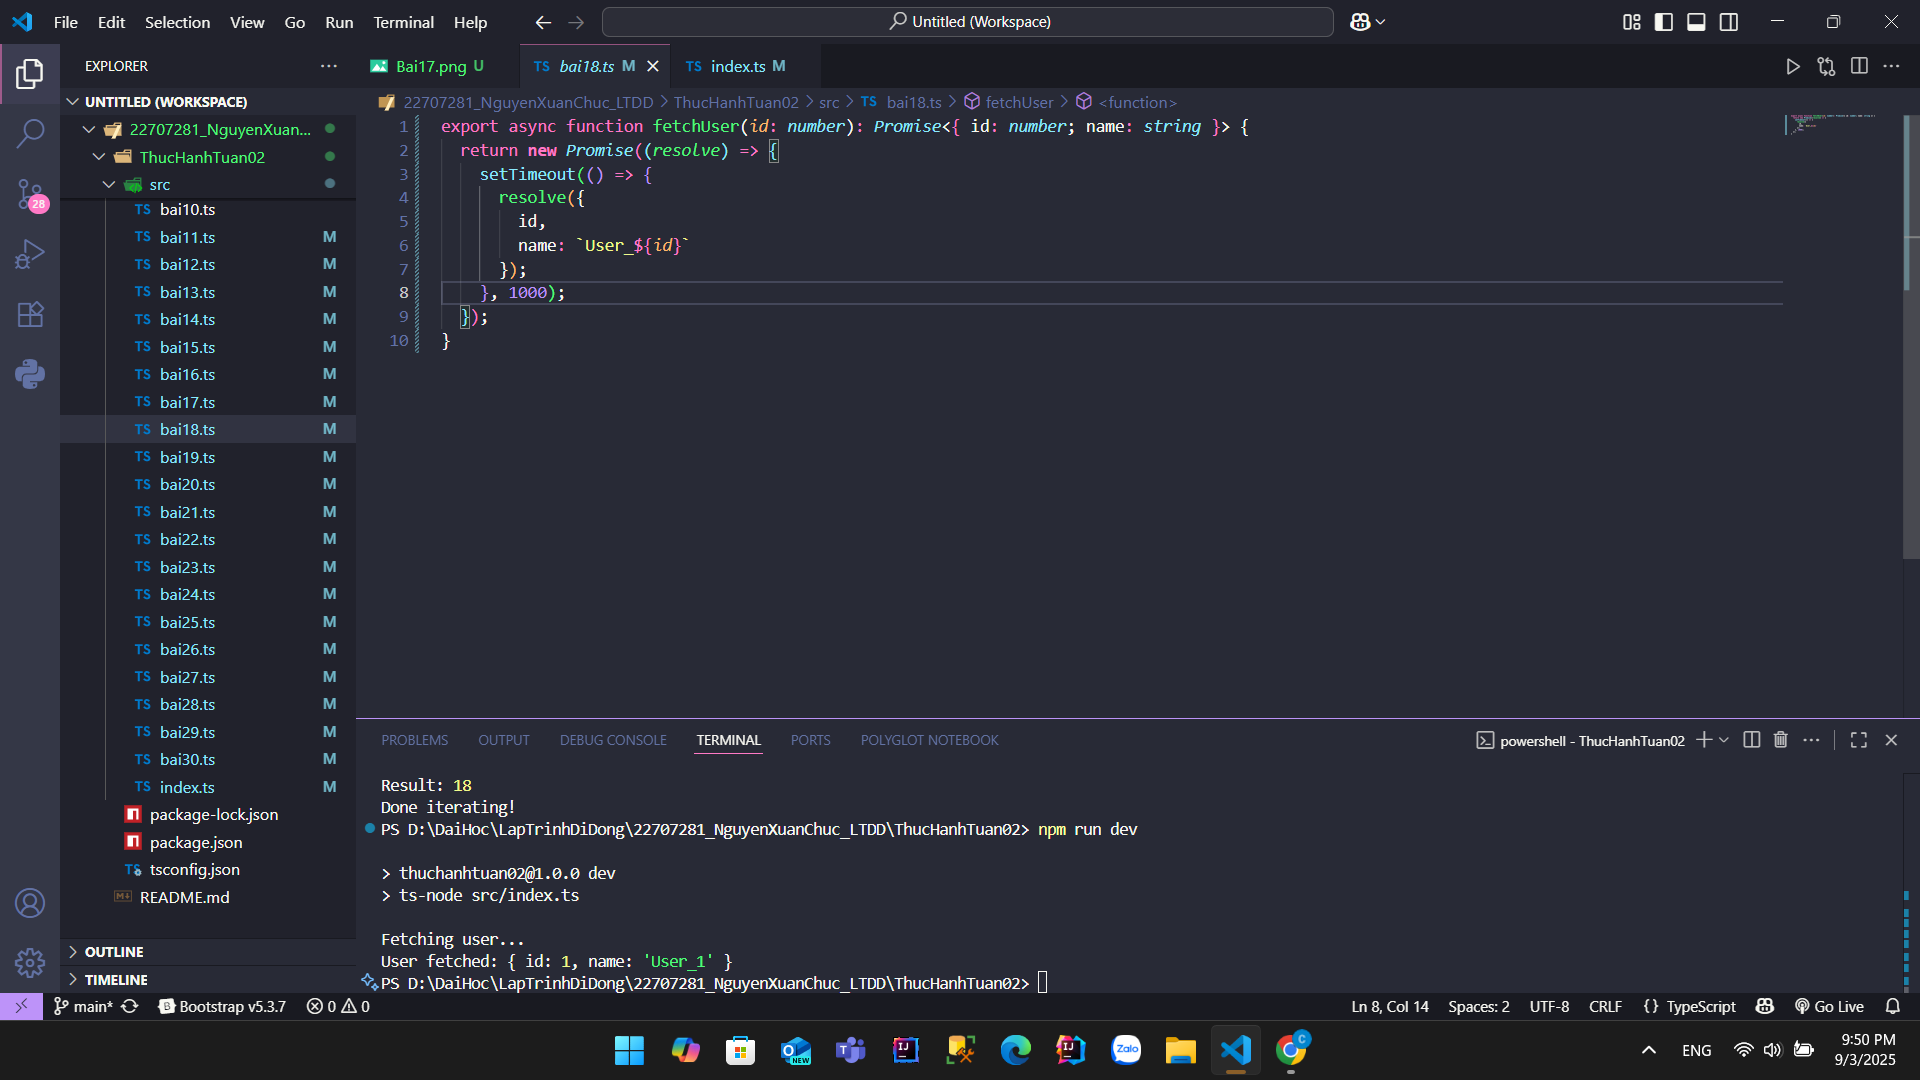 File Edit Selection View Go Run Terminal Help
Untitled (Workspace)
EXPLORER
UNTITLED (WORKSPACE)
22707281_NguyenXuan...
ThucHanhTuan02
src
TS bai10.ts
TS bai11.ts M
TS bai12.ts M
TS bai13.ts M
TS bai14.ts M
TS bai15.ts M
TS bai16.ts M
TS bai17.ts M
TS bai18.ts M
TS bai19.ts M
TS bai20.ts M
TS bai21.ts M
TS bai22.ts M
TS bai23.ts M
TS bai24.ts M
TS bai25.ts M
TS bai26.ts M
TS bai27.ts M
TS bai28.ts M
TS bai29.ts M
TS bai30.ts M
TS index.ts M
package-lock.json
package.json
tsconfig.json
README.md
OUTLINE
TIMELINE
28
Bai17.png U
TS bai18.ts M
TS index.ts M
22707281_NguyenXuanChuc_LTDD > ThucHanhTuan02 > src > TS bai18.ts > fetchUser > <function>
1 export async function fetchUser(id: number): Promise<{ id: number; name: string }> {
2 return new Promise((resolve) => {
3 setTimeout(() => {
4 resolve({
5 id,
6 name: `User_${id}`
7 });
8 }, 1000);
9 });
10 }
PROBLEMS OUTPUT DEBUG CONSOLE TERMINAL PORTS POLYGLOT NOTEBOOK
powershell - ThucHanhTuan02
Result: 18
Done iterating!
PS D:\DaiHoc\LapTrinhDiDong\22707281_NguyenXuanChuc_LTDD\ThucHanhTuan02> npm run dev
> thuchanhtuan02@1.0.0 dev
> ts-node src/index.ts
Fetching user...
User fetched: { id: 1, name: 'User_1' }
PS D:\DaiHoc\LapTrinhDiDong\22707281_NguyenXuanChuc_LTDD\ThucHanhTuan02>
main* Bootstrap v5.3.7 0 0
Ln 8, Col 14 Spaces: 2 UTF-8 CRLF {} TypeScript Go Live
NEW
Zalo
C
ENG
9:50 PM
9/3/2025